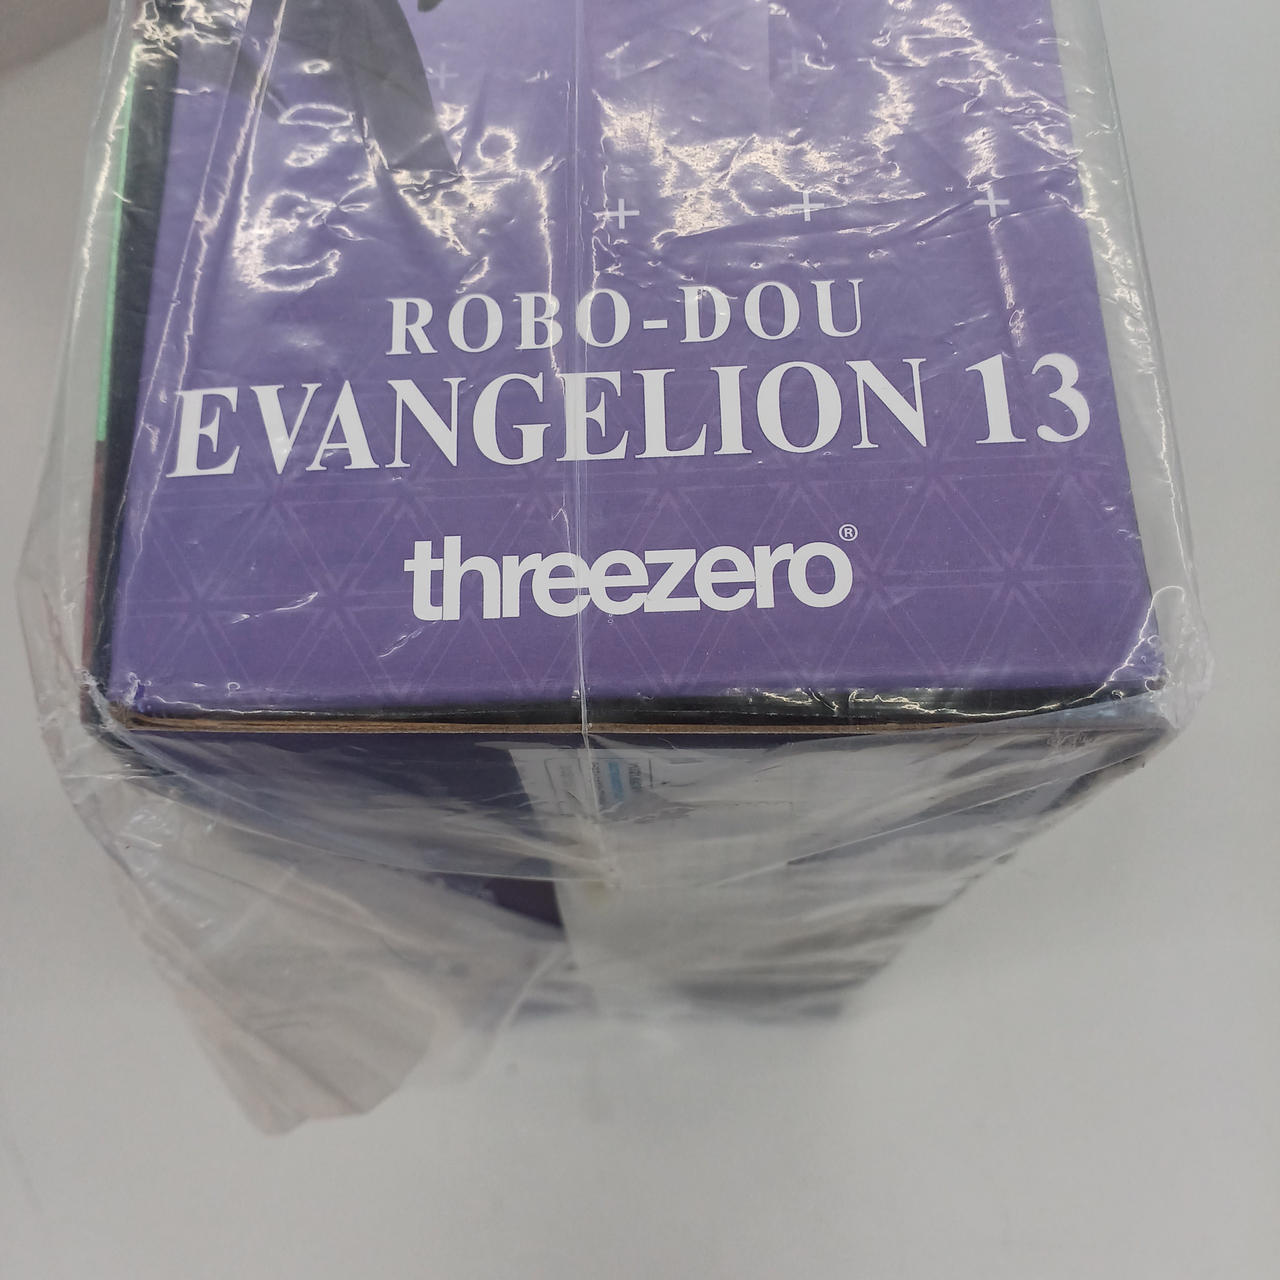 ROBO-DOU
EVANGELION 13
threezero®